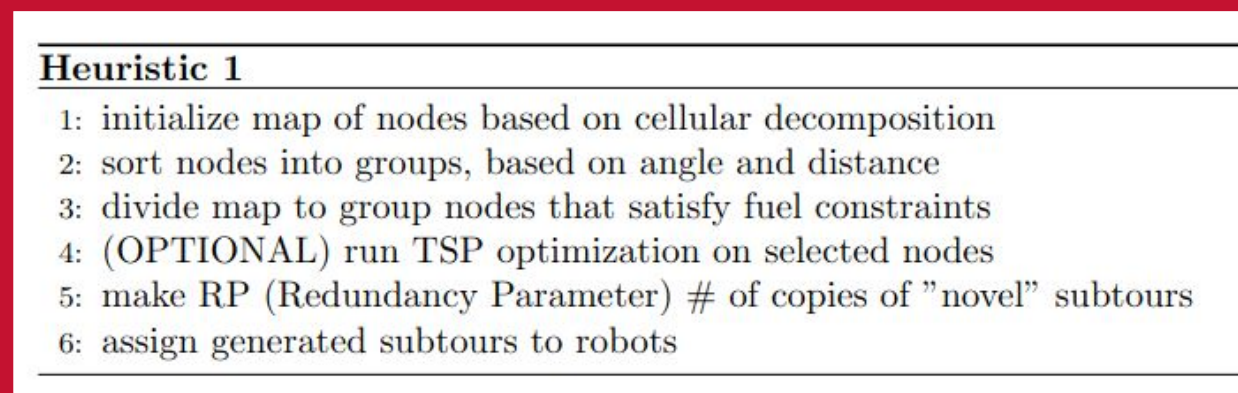 Heuristic 1
1: initialize map of nodes based on cellular decomposition
2: sort nodes into groups, based on angle and distance
3: divide map to group nodes that satisfy fuel constraints
4: (OPTIONAL) run TSP optimization on selected nodes
5: make RP (Redundancy Parameter) # of copies of ”novel” subtours
6: assign generated subtours to robots